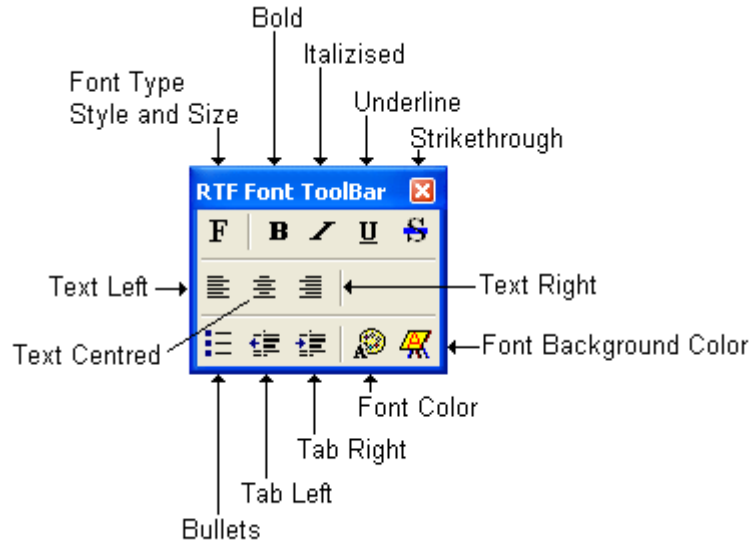 Bold
Italizised
Font Type
Style and Size
Underline
Strikethrough
RTF Font ToolBar
F B I U S
Text Left
Text Right
Text Centred
A A
Font Background Color
Font Color
Tab Right
Tab Left
Bullets